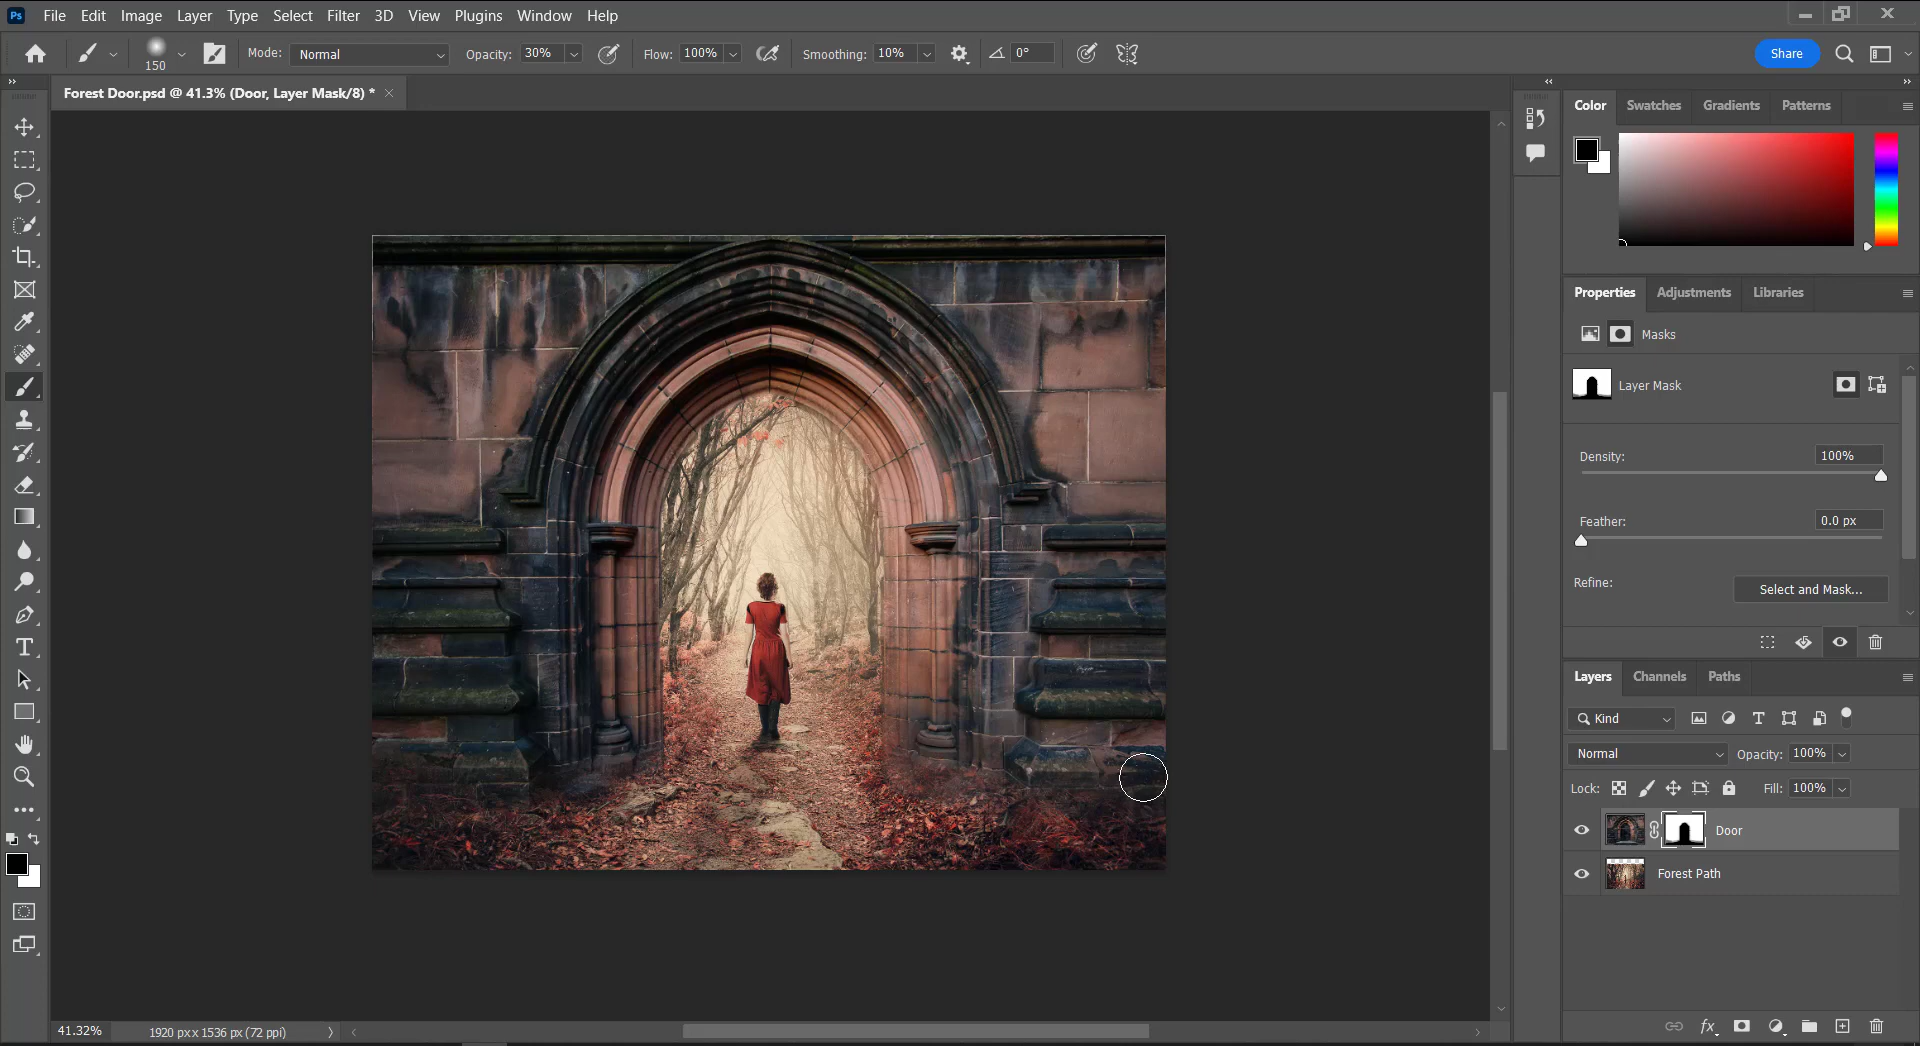 Ps File Edit Image Layer Type Select Filter 3D View Plugins Window Help
150 Mode: Normal Opacity: 30% Flow: 100% Smoothing: 10% 0° Share
Forest Door.psd @ 41.3% (Door, Layer Mask/8) *
Color Swatches Gradients Patterns
Properties Adjustments Libraries
Masks
Layer Mask
Density: 100%
Feather: 0.0 px
Refine: Select and Mask...
Layers Channels Paths
Kind
Normal Opacity: 100%
Lock: Fill: 100%
Door
Forest Path
fx
41.32% 1920 px x 1536 px (72 ppi)